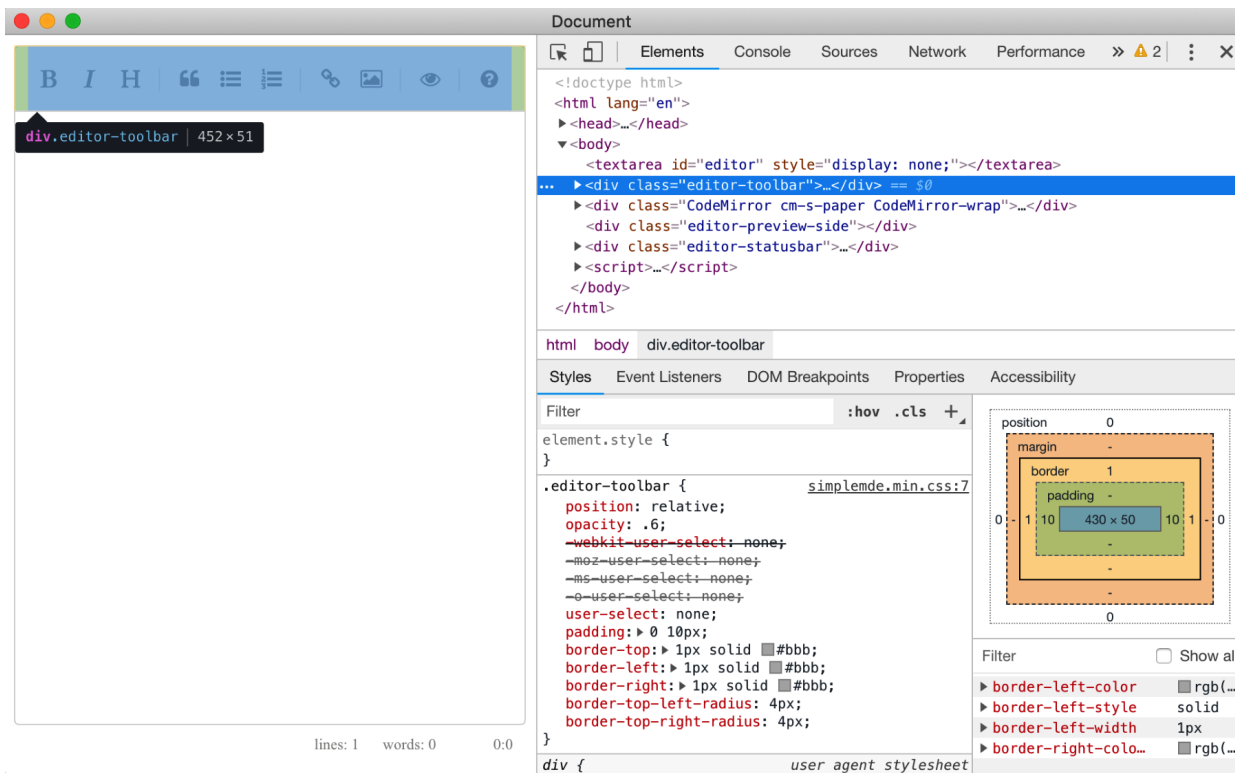 Document
B I H
div.editor-toolbar 452×51
lines: 1 words: 0 0:0
Elements Console Sources Network Performance » 2
<!doctype html>
<html lang="en">
<head>…</head>
<body>
<textarea id="editor" style="display: none;"></textarea>
… <div class="editor-toolbar">…</div> == $0
<div class="CodeMirror cm-s-paper CodeMirror-wrap">…</div>
<div class="editor-preview-side"></div>
<div class="editor-statusbar">…</div>
<script>…</script>
</body>
</html>
html body div.editor-toolbar
Styles Event Listeners DOM Breakpoints Properties Accessibility
Filter :hov .cls +
element.style {
}
.editor-toolbar { simplemde.min.css:7
position: relative;
opacity: .6;
-webkit-user-select: none;
-moz-user-select: none;
-ms-user-select: none;
-o-user-select: none;
user-select: none;
padding: 0 10px;
border-top: 1px solid #bbb;
border-left: 1px solid #bbb;
border-right: 1px solid #bbb;
border-top-left-radius: 4px;
border-top-right-radius: 4px;
}
div { user agent stylesheet
position 0
margin -
border 1
padding -
0 - 1 10 430 × 50 10 1 - 0
-
-
-
0
Filter Show al
border-left-color rgb(…
border-left-style solid
border-left-width 1px
border-right-colo… rgb(…